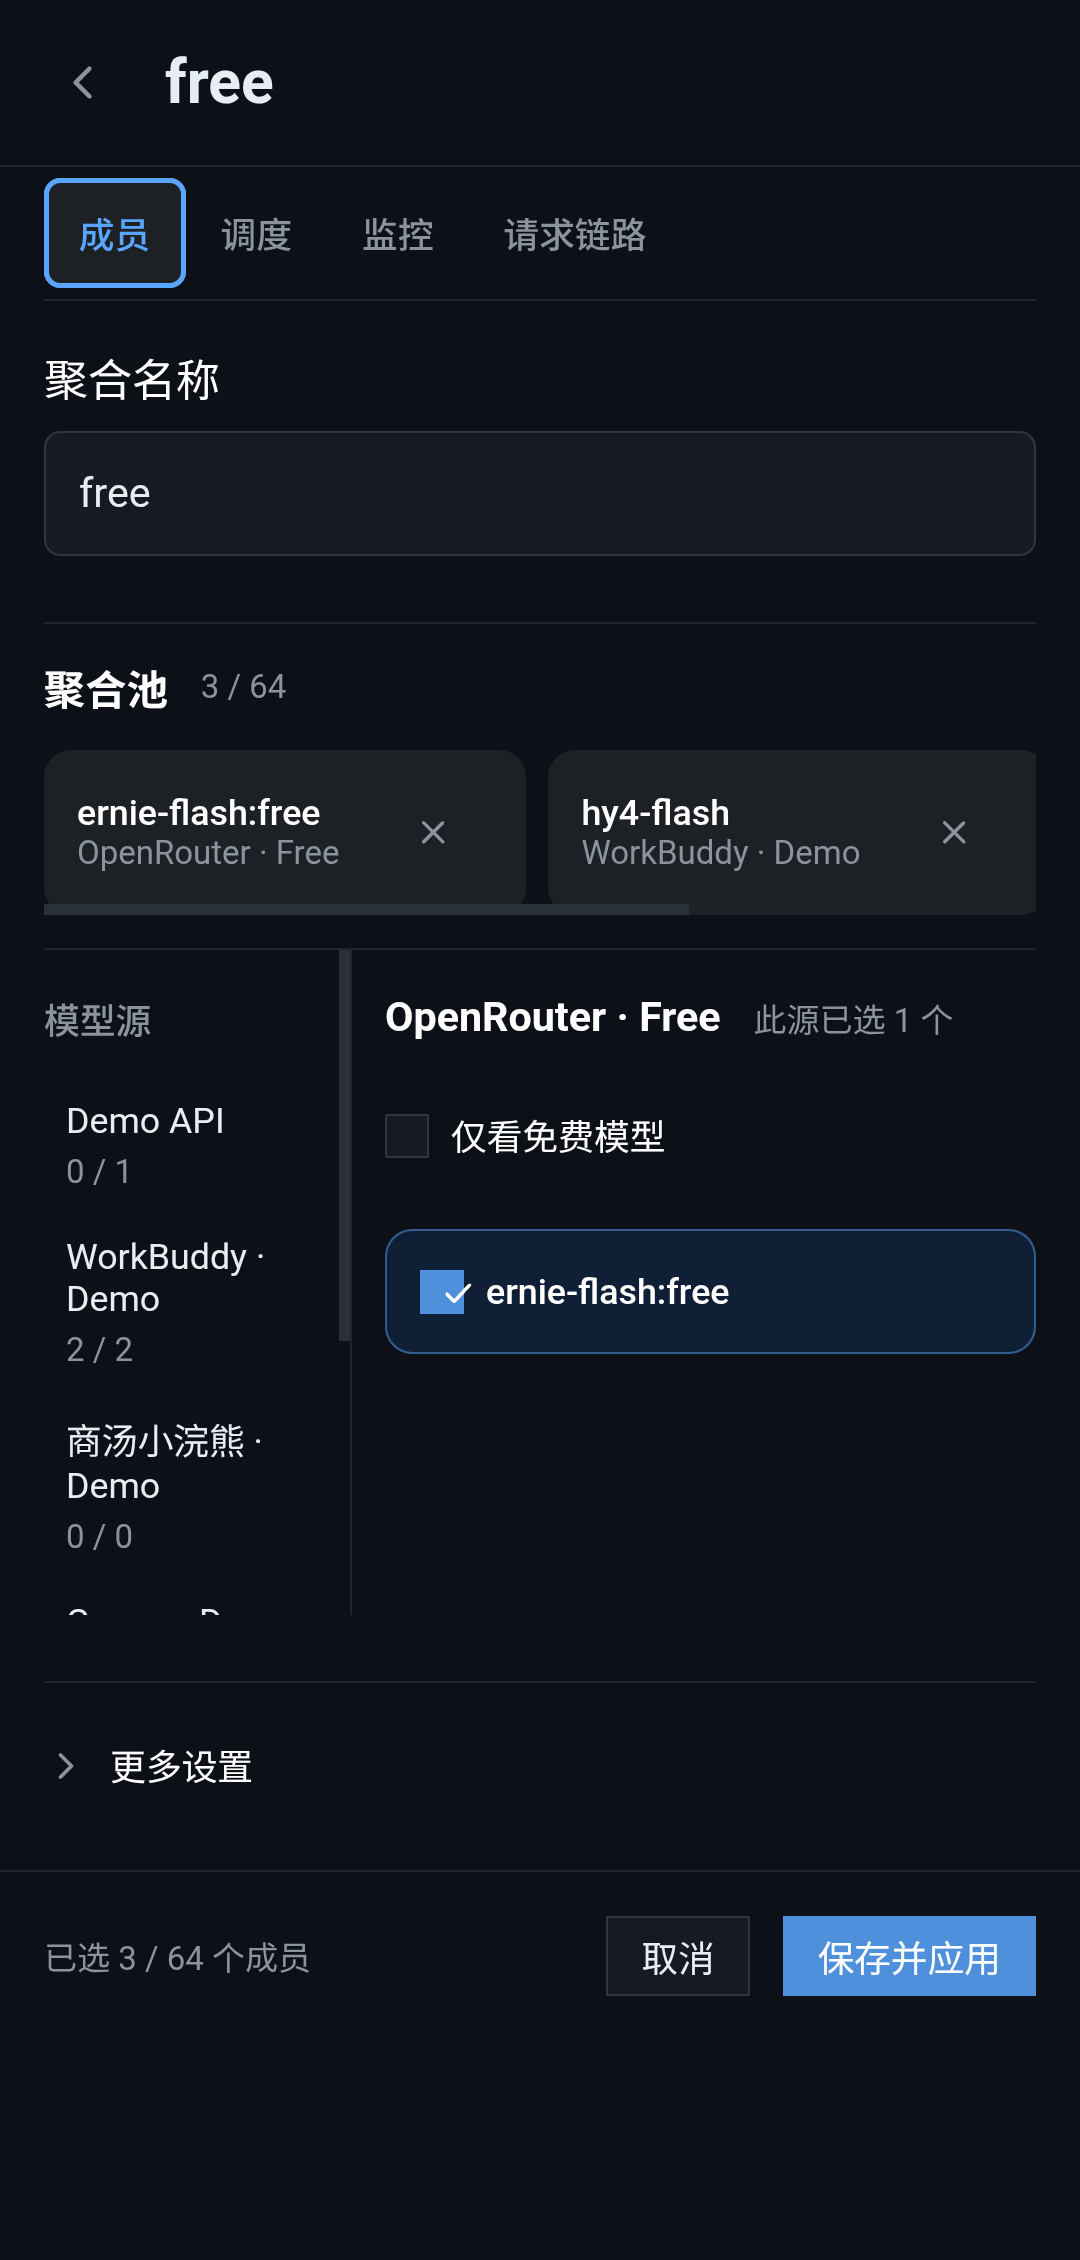 free
成员 调度 监控 请求链路
聚合名称
free
聚合池 3 / 64
ernie-flash:free
OpenRouter · Free
hy4-flash
WorkBuddy · Demo
模型源
Demo API
0 / 1
WorkBuddy ·
Demo
2 / 2
商汤小浣熊 ·
Demo
0 / 0
OpenRouter · Free 此源已选 1 个
仅看免费模型
ernie-flash:free
更多设置
已选 3 / 64 个成员
取消
保存并应用